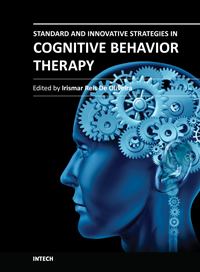 STANDARD AND INNOVATIVE STRATEGIES IN
COGNITIVE BEHAVIOR
THERAPY
Edited by Irismar Reis De Oliveira
INTECH